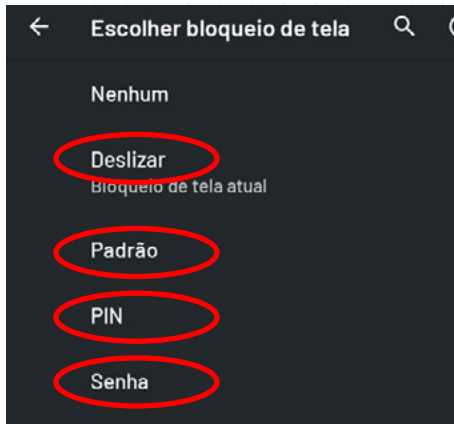 Escolher bloqueio de tela
Nenhum
Deslizar
Bloqueio de tela atual
Padrão
PIN
Senha